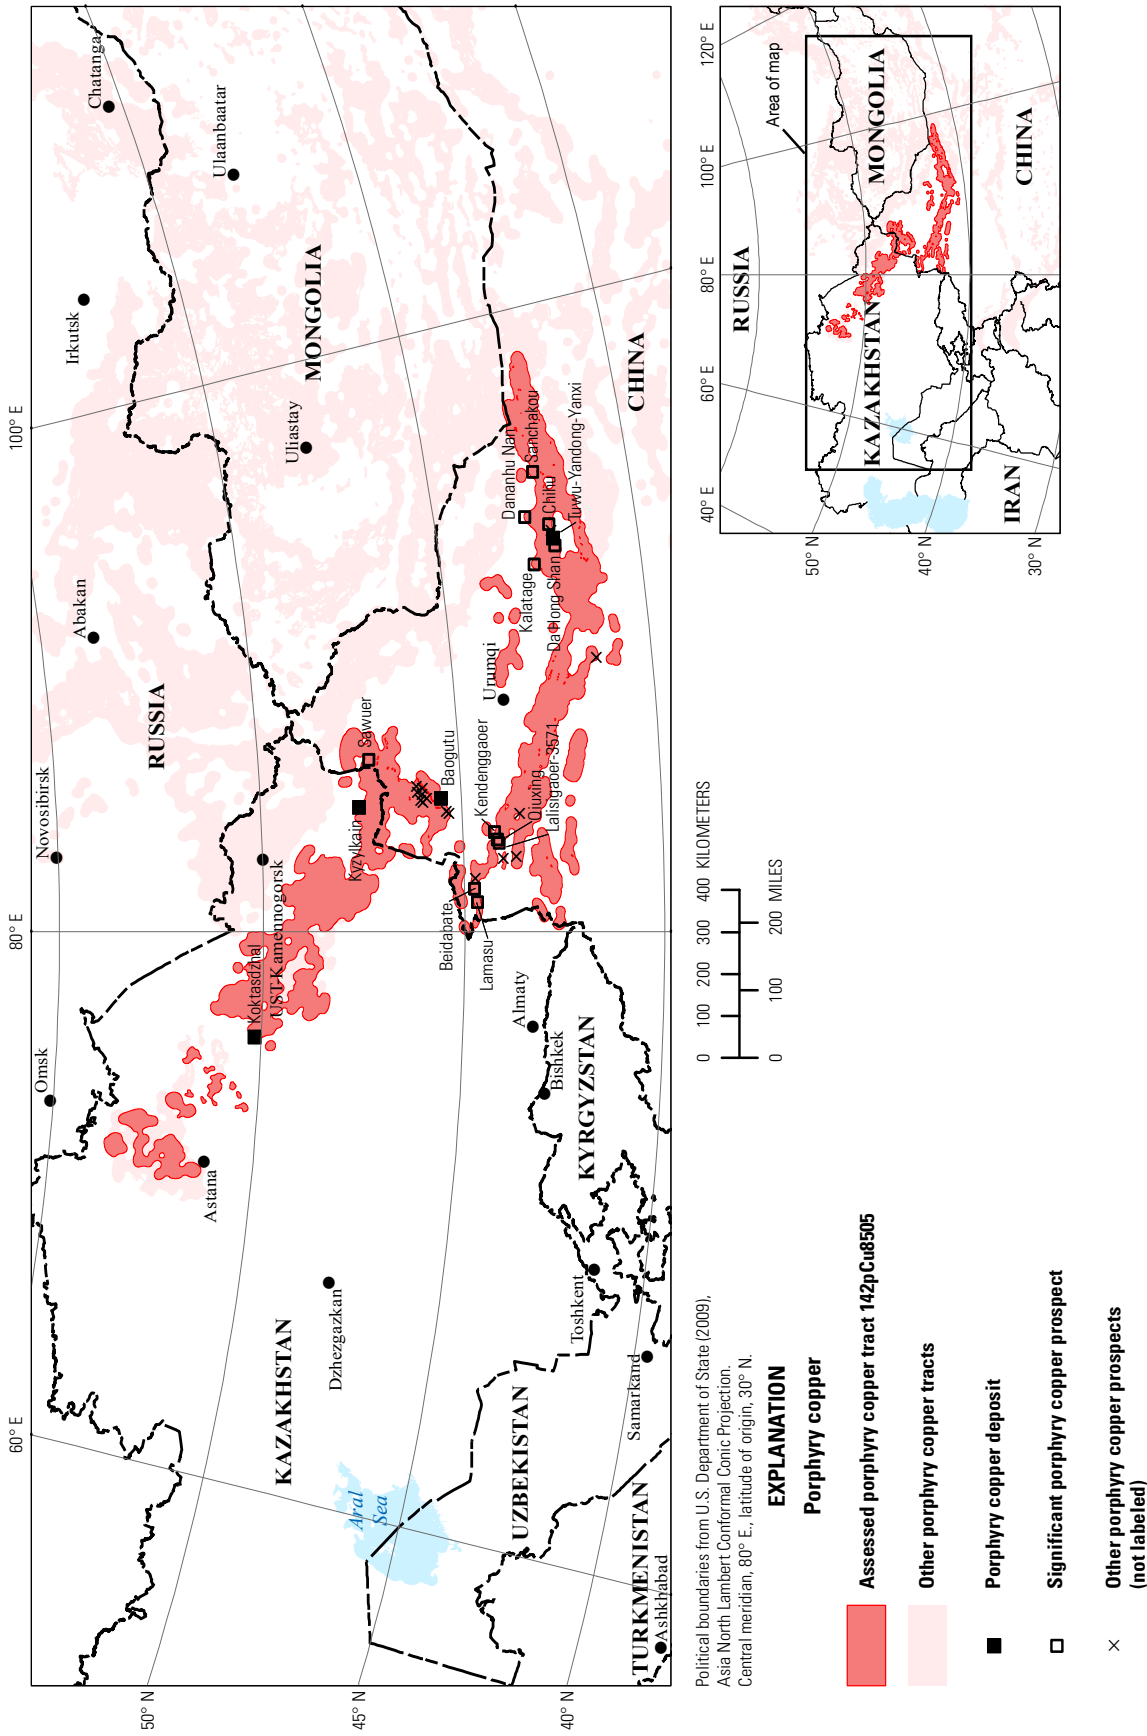 60° E
80° E
100° E
50° N
45° N
40° N
Omsk
Novosibirsk
Abakan
Irkutsk
Chatanga
RUSSIA
Astana
Koktasdzhal
UST-Kamennogorsk
Ulaanbaatar
KAZAKHSTAN
Dzhezgazkan
Kyzylkain
Sawuer
Uliastay
MONGOLIA
Aral
Sea
Baogutu
Beidabate
Lamasu
Kendenggaoer
Qiuxing
Lalisigaoer-3571
Urumqi
Kalatage
Dananhu Nan
Sanchakou
Chihu
Da Hong Shan
Tuwu-Yandong-Yanxi
UZBEKISTAN
Toshkent
Bishkek
Almaty
KYRGYZSTAN
CHINA
TURKMENISTAN
Ashkhabad
Samarkand
Political boundaries from U.S. Department of State (2009),
Asia North Lambert Conformal Conic Projection.
Central meridian, 80° E., latitude of origin, 30° N.
0 100 200 300 400 KILOMETERS
0 100 200 MILES
EXPLANATION
Porphyry copper
Assessed porphyry copper tract 142pCu8505
Other porphyry copper tracts
Porphyry copper deposit
Significant porphyry copper prospect
Other porphyry copper prospects
(not labeled)
40° E
60° E
80° E
100° E
120° E
50° N
40° N
30° N
Area of map
RUSSIA
KAZAKHSTAN
MONGOLIA
IRAN
CHINA